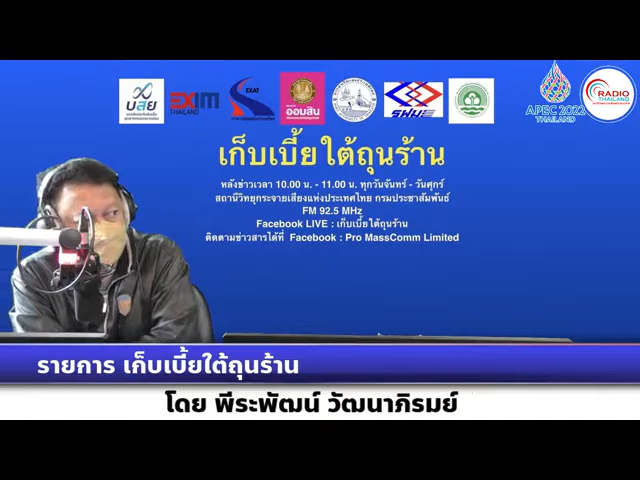 บสย
EXIM
THAILAND
EXAT
ออมสิน
รฟม
APEC 2022
THAILAND
RADIO
THAILAND
เก็บเบี้ย ใต้ถุนร้าน
หลังข่าวเวลา 10.00 น. - 11.00 น. ทุกวันจันทร์ - วันศุกร์
สถานีวิทยุกระจายเสียงแห่งประเทศไทย กรมประชาสัมพันธ์
FM 92.5 MHz
Facebook LIVE : เก็บเบี้ยใต้ถุนร้าน
ติดตามข่าวสารได้ที่ Facebook : Pro MassComm Limited
รายการ เก็บเบี้ยใต้ถุนร้าน
โดย พีระพัฒน์ วัฒนาภิรมย์